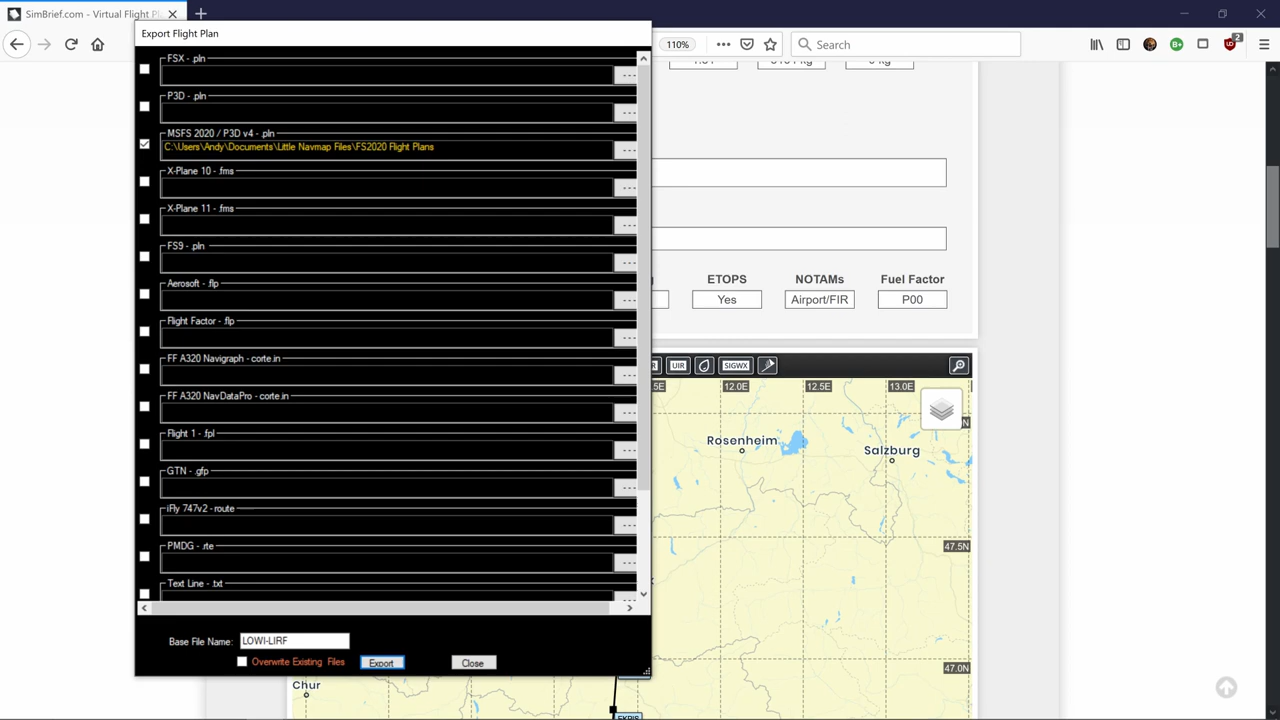 SimBrief.com - Virtual Flight Pl
Export Flight Plan
110%
Search
2
FSX - .pln
P3D - .pln
MSFS 2020 / P3D v4 - .pln
C:\Users\Andy\Documents\Little Navmap Files\FS2020 Flight Plans
X-Plane 10 - .fms
X-Plane 11 - .fms
FS9 - .pln
Aerosoft - .flp
Flight Factor - .flp
FF A320 Navigraph - corte.in
FF A320 NavDataPro - corte.in
Flight 1 - .fpl
GTN - .gfp
iFly 747v2 - route
PMDG - .rte
Text Line - .txt
Base File Name: LOWI-LIRF
Overwrite Existing Files
Export
Close
ETOPS NOTAMs Fuel Factor
Yes Airport/FIR P00
R UIR SIGWX
.5E 12.0E 12.5E 13.0E
N
Rosenheim
Salzburg
47.5N
47.0N
Chur
EKPIS